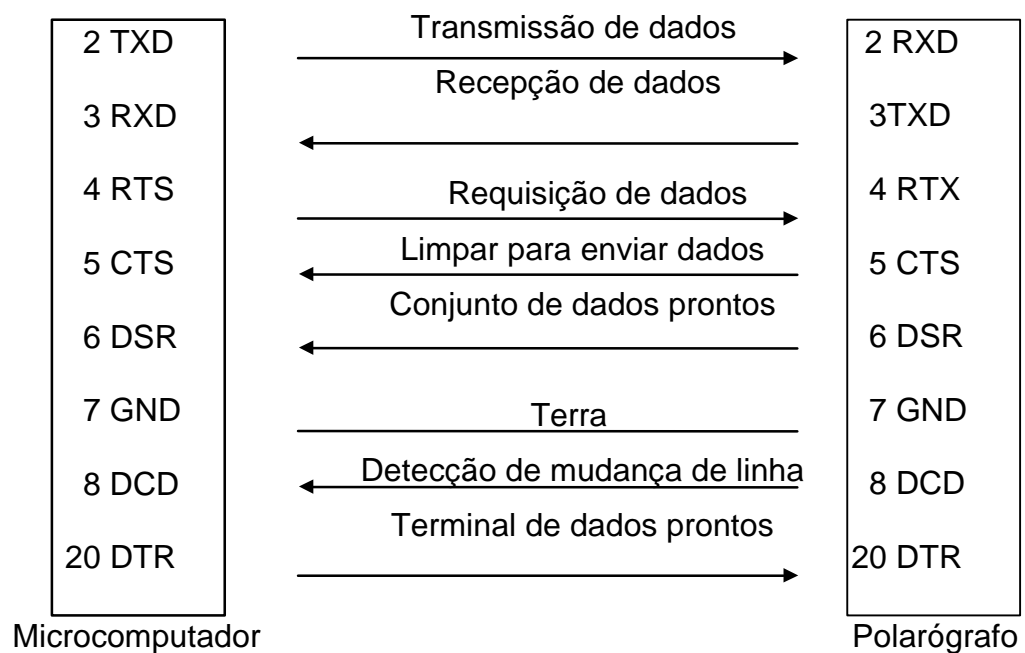 Transmissão de dados
2 TXD
2 RXD
Recepção de dados
3 RXD
3TXD
4 RTS
Requisição de dados
4 RTX
Limpar para enviar dados
5 CTS
5 CTS
Conjunto de dados prontos
6 DSR
6 DSR
7 GND
Terra
7 GND
Detecção de mudança de linha
8 DCD
8 DCD
Terminal de dados prontos
20 DTR
20 DTR
Microcomputador
Polarógrafo